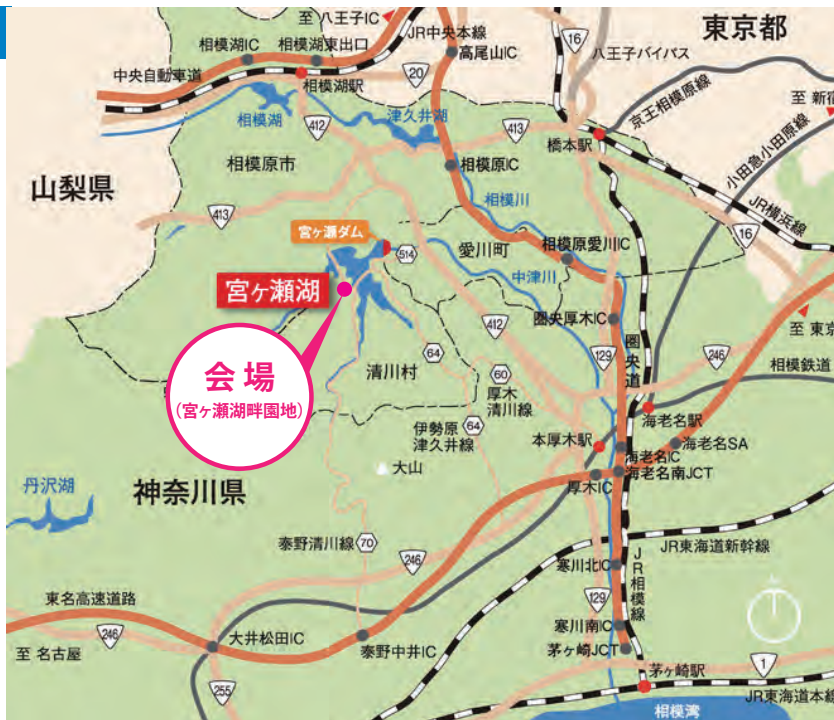 至 八王子IC
JR中央本線
16
東京都
相模湖IC
相模湖東出口
高尾山IC
八王子バイパス
中央自動車道
相模湖駅
20
京王相模原線
至 新宿
相模湖
津久井湖
412
413
橋本駅
小田急小田原線
相模原市
相模原IC
JR横浜線
山梨県
相模川
413
宮ヶ瀬ダム
514
愛川町
相模原愛川IC
16
宮ヶ瀬湖
中津川
圏央厚木IC
至 東京
会場
(宮ヶ瀬湖畔園地)
412
129
圏央道
246
相模鉄道
清川村
64
60
厚木
清川線
海老名駅
伊勢原
津久井線
64
本厚木駅
海老名SA
海老名IC
大山
海老名南JCT
厚木IC
丹沢湖
神奈川県
秦野清川線
70
246
JR東海道新幹線
寒川北IC
JR相模線
東名高速道路
129
246
大井松田IC
秦野中井IC
寒川南IC
至 名古屋
茅ヶ崎JCT
255
茅ヶ崎駅
1
JR東海道本線
相模湾